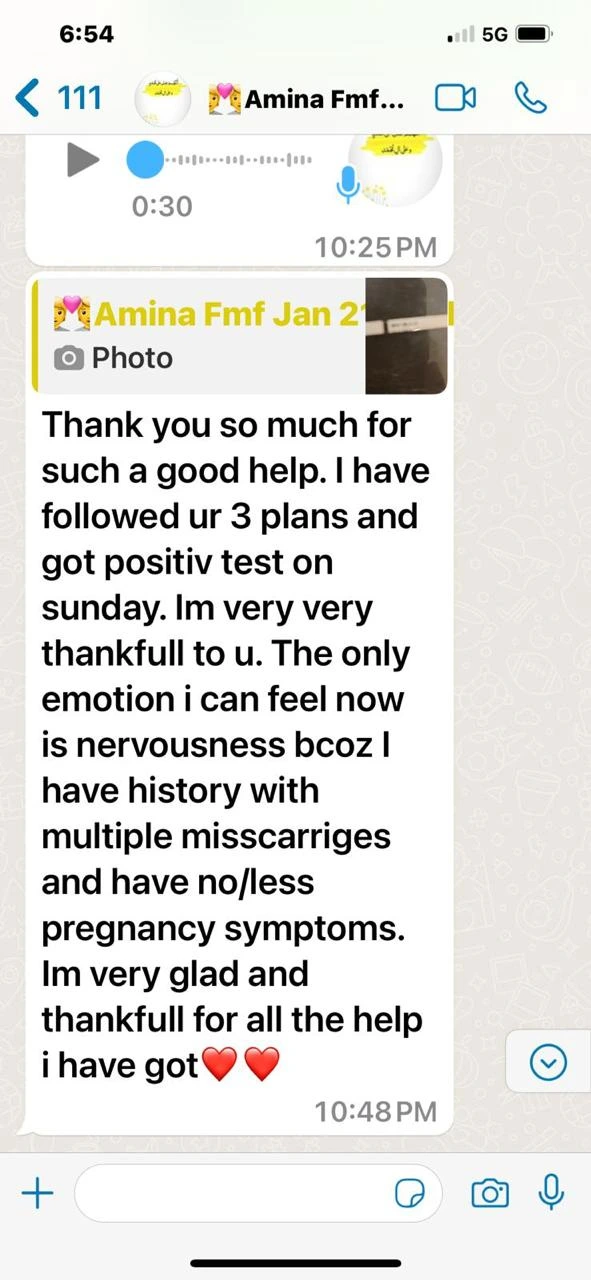 6:54
5G
111
Amina Fmf...
0:30
10:25 PM
Amina Fmf Jan 2
Photo
Thank you so much for
such a good help. I have
followed ur 3 plans and
got positiv test on
sunday. Im very very
thankfull to u. The only
emotion i can feel now
is nervousness bcoz I
have history with
multiple misscarriges
and have no/less
pregnancy symptoms.
Im very glad and
thankfull for all the help
i have got❤️❤️
10:48 PM